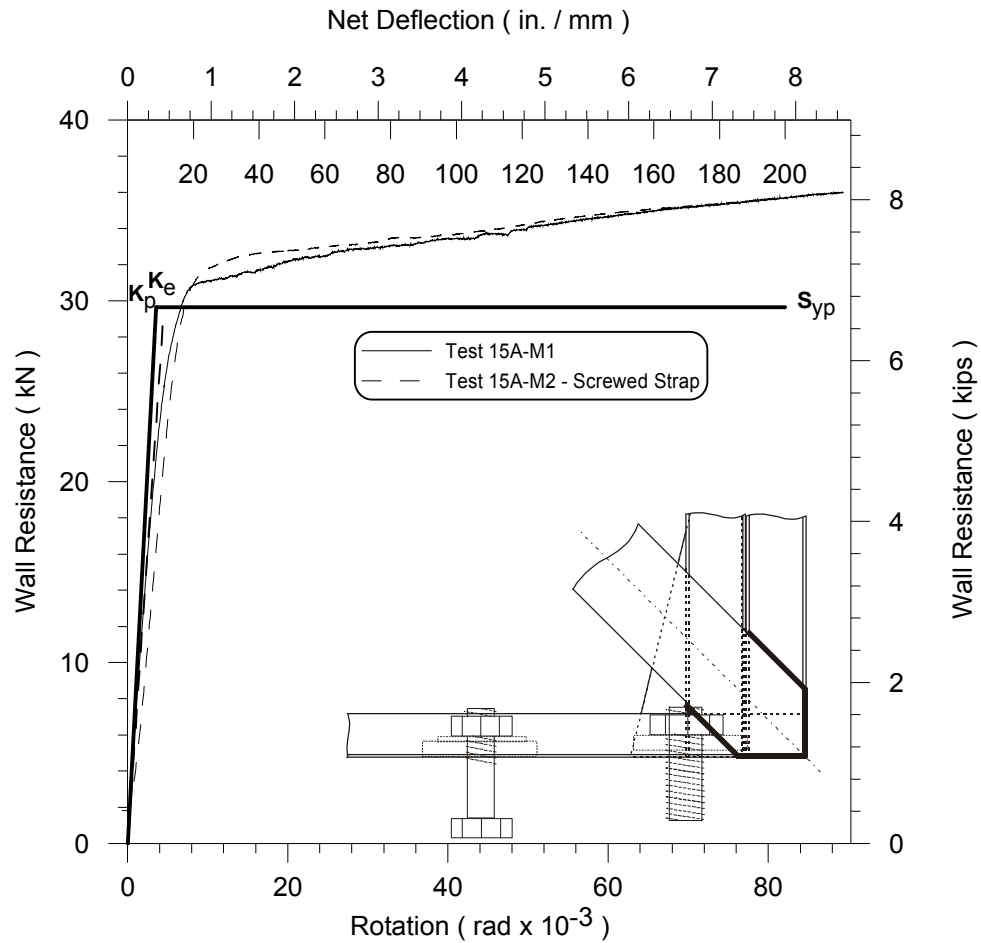 Net Deflection ( in. / mm )
0 1 2 3 4 5 6 7 8
40
20 40 60 80 100 120 140 160 180 200
8
Kp Ke
30
Syp
Test 15A-M1
Test 15A-M2 - Screwed Strap
6
Wall Resistance ( kN )
Wall Resistance ( kips )
20
4
10
2
0
0
0 20 40 60 80
Rotation ( rad x 10-3 )